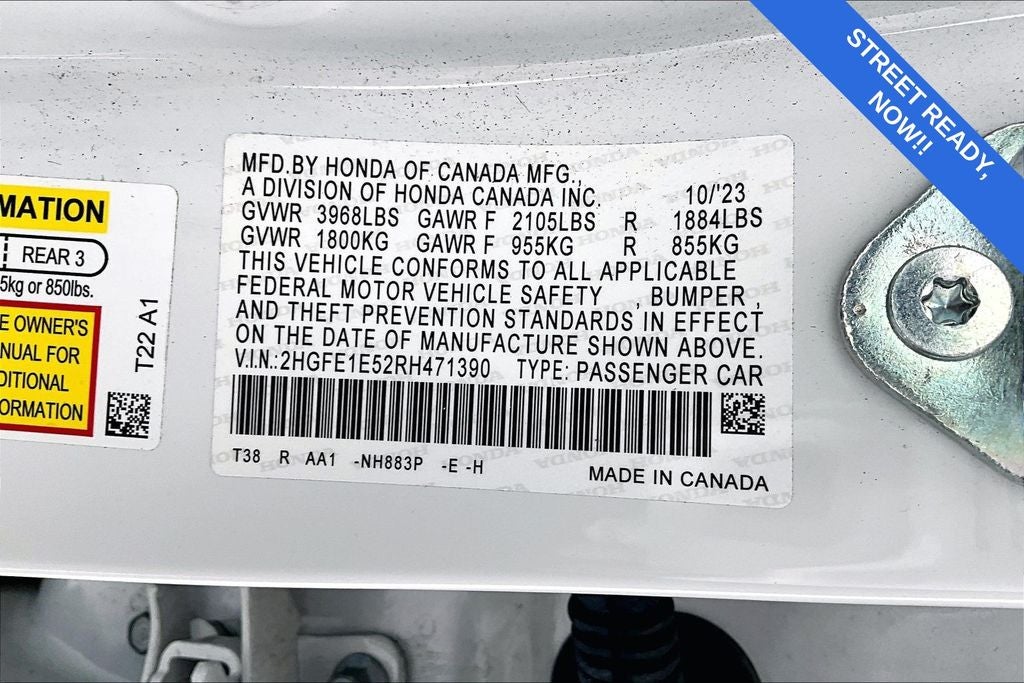 STREET READY,
NOW!!
MATION
REAR 3
5kg or 850lbs.
E OWNER'S
NUAL FOR
DITIONAL
ORMATION
T22 A1
MFD.BY HONDA OF CANADA MFG.,
A DIVISION OF HONDA CANADA INC. 10/'23
GVWR 3968LBS GAWR F 2105LBS R 1884LBS
GVWR 1800KG GAWR F 955KG R 855KG
THIS VEHICLE CONFORMS TO ALL APPLICABLE
FEDERAL MOTOR VEHICLE SAFETY , BUMPER ,
AND THEFT PREVENTION STANDARDS IN EFFECT
ON THE DATE OF MANUFACTURE SHOWN ABOVE.
V.I.N.:2HGFE1E52RH471390 TYPE: PASSENGER CAR
T38 R AA1 -NH883P -E -H
MADE IN CANADA